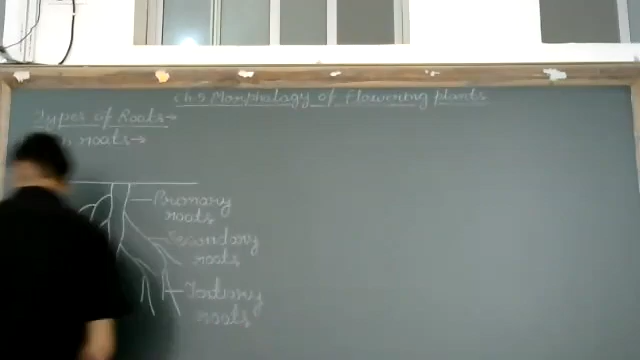 Ch.5 Morphology of Flowering plants
Types of Roots→
roots→
Primary
roots
Secondary
roots
Tertiary
roots